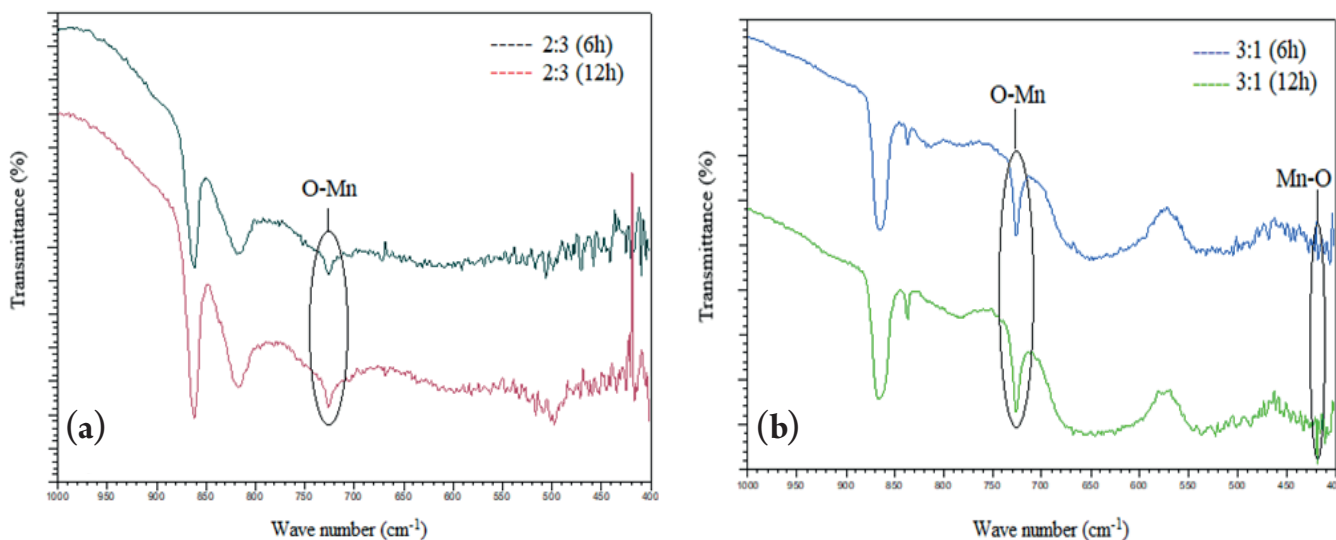 2:3 (6h)
2:3 (12h)
O-Mn
Transmittance (%)
(a)
1000 950 900 850 800 750 700 650 600 550 500 450 400
Wave number (cm⁻¹)
3:1 (6h)
3:1 (12h)
O-Mn
Mn-O
Transmittance (%)
(b)
1000 950 900 850 800 750 700 650 600 550 500 450 40
Wave number (cm⁻¹)